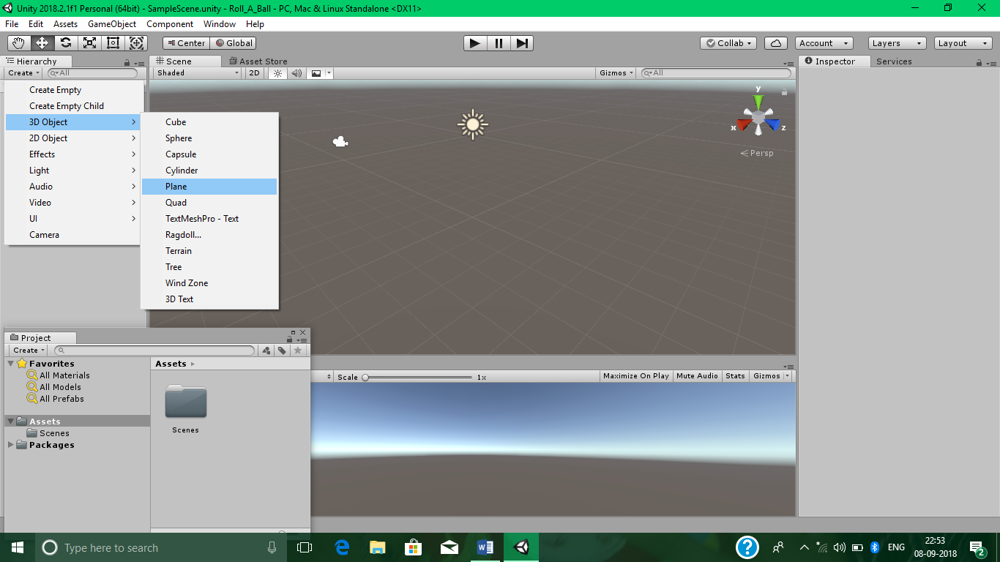 Unity 2018.2.1f1 Personal (64bit) - SampleScene.unity - Roll_A_Ball - PC, Mac & Linux Standalone <DX11>
File Edit Assets GameObject Component Window Help
Center Global Collab Account Layers Layout
Hierarchy
Create All
Scene Asset Store
Shaded 2D Gizmos All
Inspector Services
Create Empty
Create Empty Child
3D Object
2D Object
Effects
Light
Audio
Video
UI
Camera
Cube
Sphere
Capsule
Cylinder
Plane
Quad
TextMeshPro - Text
Ragdoll...
Terrain
Tree
Wind Zone
3D Text
y
x z
Persp
Project
Create
Favorites
All Materials
All Models
All Prefabs
Assets
Scenes
Packages
Assets
Scenes
Scale 1x Maximize On Play Mute Audio Stats Gizmos
Type here to search
W
?
ENG
22:53
08-09-2018
2